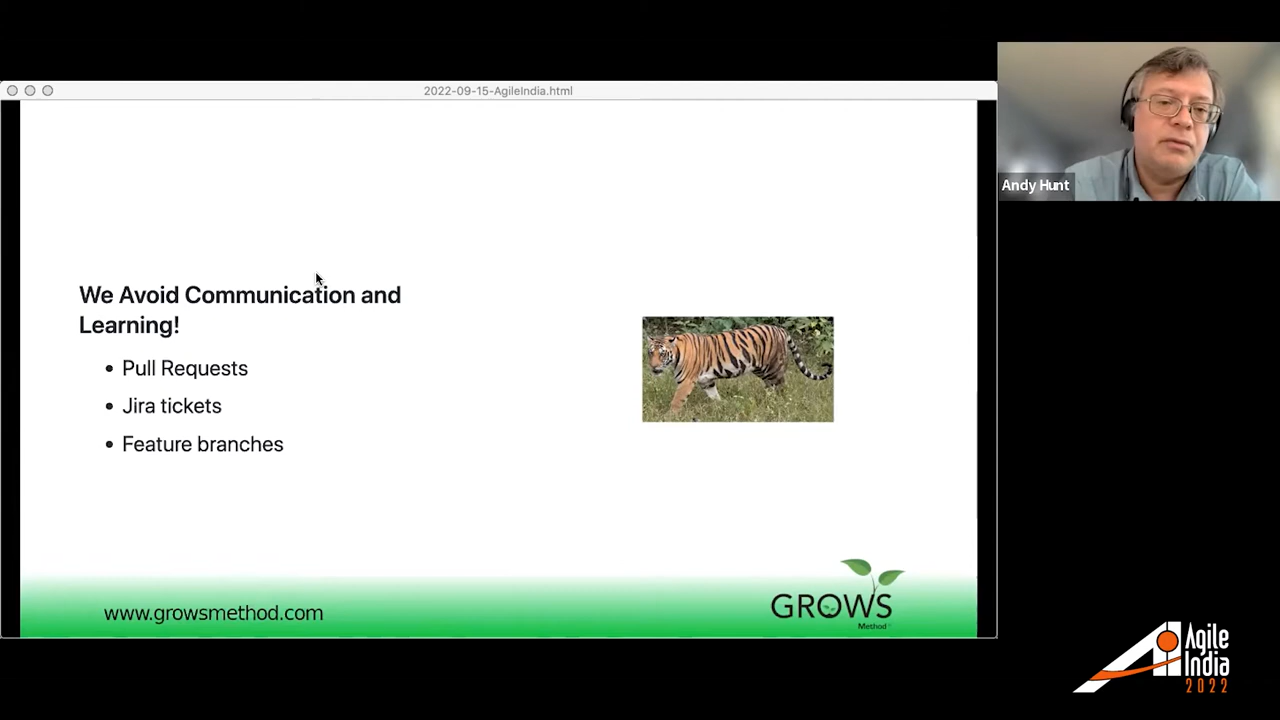 2022-09-15-AgileIndia.html
Andy Hunt
We Avoid Communication and
Learning!
• Pull Requests
• Jira tickets
• Feature branches
www.growsmethod.com
GROWS
Method
Agile
India
2022